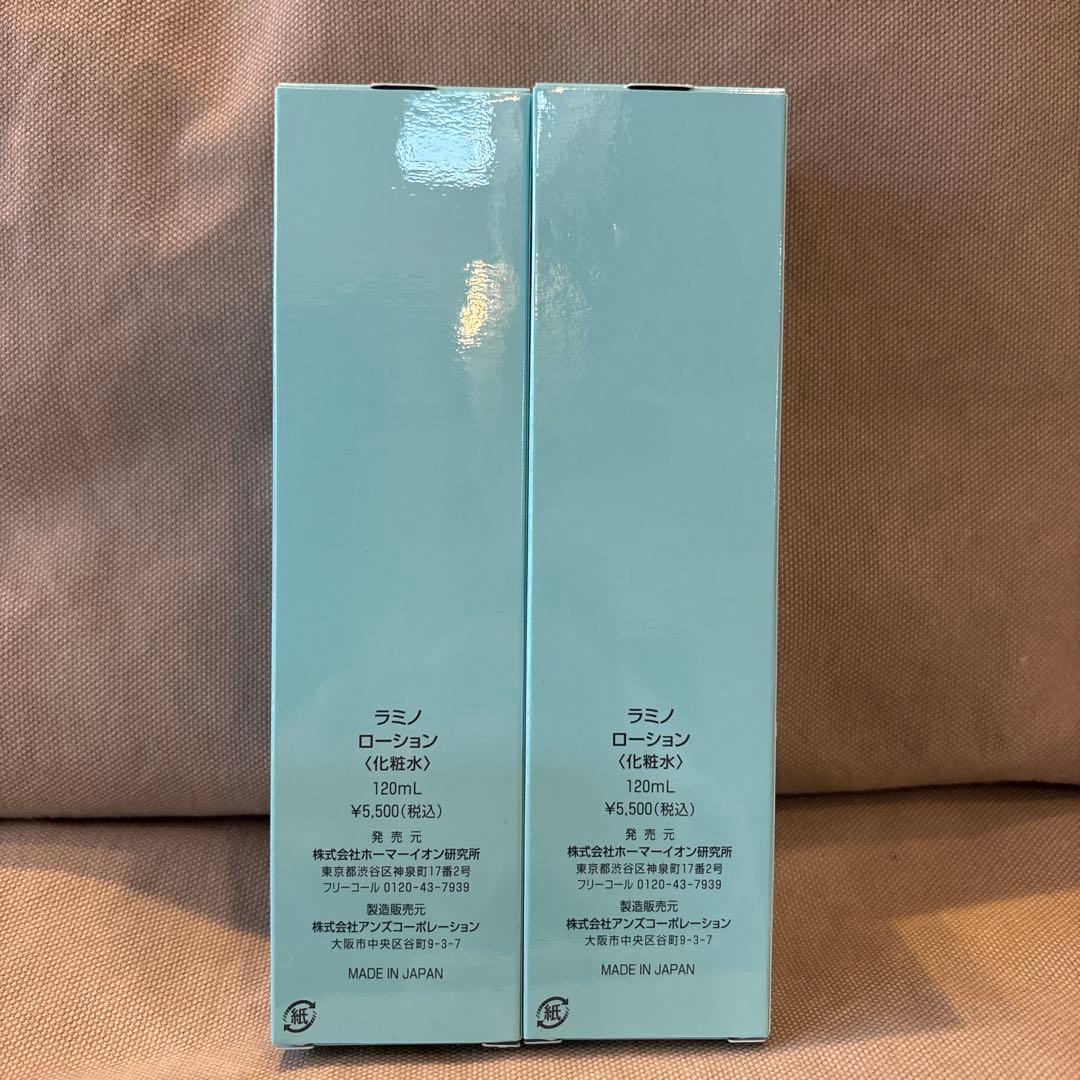 ラミノ
ローション
〈化粧水〉
120mL
¥5,500(税込)
発売元
株式会社ホーマーイオン研究所
東京都渋谷区神泉町17番2号
フリーコール 0120-43-7939
製造販売元
株式会社アンズコーポレーション
大阪市中央区谷町9-3-7
MADE IN JAPAN
紙
ラミノ
ローション
〈化粧水〉
120mL
¥5,500(税込)
発売元
株式会社ホーマーイオン研究所
東京都渋谷区神泉町17番2号
フリーコール 0120-43-7939
製造販売元
株式会社アンズコーポレーション
大阪市中央区谷町9-3-7
MADE IN JAPAN
紙